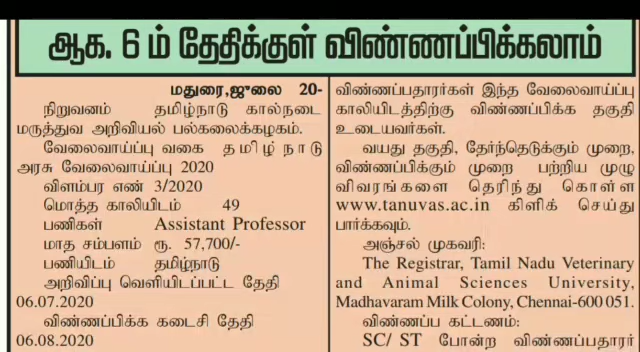 ஆக. 6 ம் தேதிக்குள் விண்ணப்பிக்கலாம்
மதுரை,ஜுலை 20-
நிறுவனம் தமிழ்நாடு கால்நடை
மருத்துவ அறிவியல் பல்கலைக்கழகம்.
வேலைவாய்ப்பு வகை தமிழ்நாடு
அரசு வேலைவாய்ப்பு 2020
விளம்பர எண் 3/2020
மொத்த காலியிடம் 49
பணிகள் Assistant Professor
மாத சம்பளம் ரூ. 57,700/-
பணியிடம் தமிழ்நாடு
அறிவிப்பு வெளியிடப்பட்ட தேதி
06.07.2020
விண்ணப்பிக்க கடைசி தேதி
06.08.2020
விண்ணப்பதாரர்கள் இந்த வேலைவாய்ப்பு
காலியிடத்திற்கு விண்ணப்பிக்க தகுதி
உடையவர்கள்.
வயது தகுதி, தேர்ந்தெடுக்கும் முறை,
விண்ணப்பிக்கும் முறை பற்றிய முழு
விவரங்களை தெரிந்து கொள்ள
www.tanuvas.ac.in கிளிக் செய்து
பார்க்கவும்.
அஞ்சல் முகவரி:
The Registrar, Tamil Nadu Veterinary
and Animal Sciences University,
Madhavaram Milk Colony, Chennai-600 051.
விண்ணப்ப கட்டணம்:
SC/ ST போன்ற விண்ணப்பதாரர்